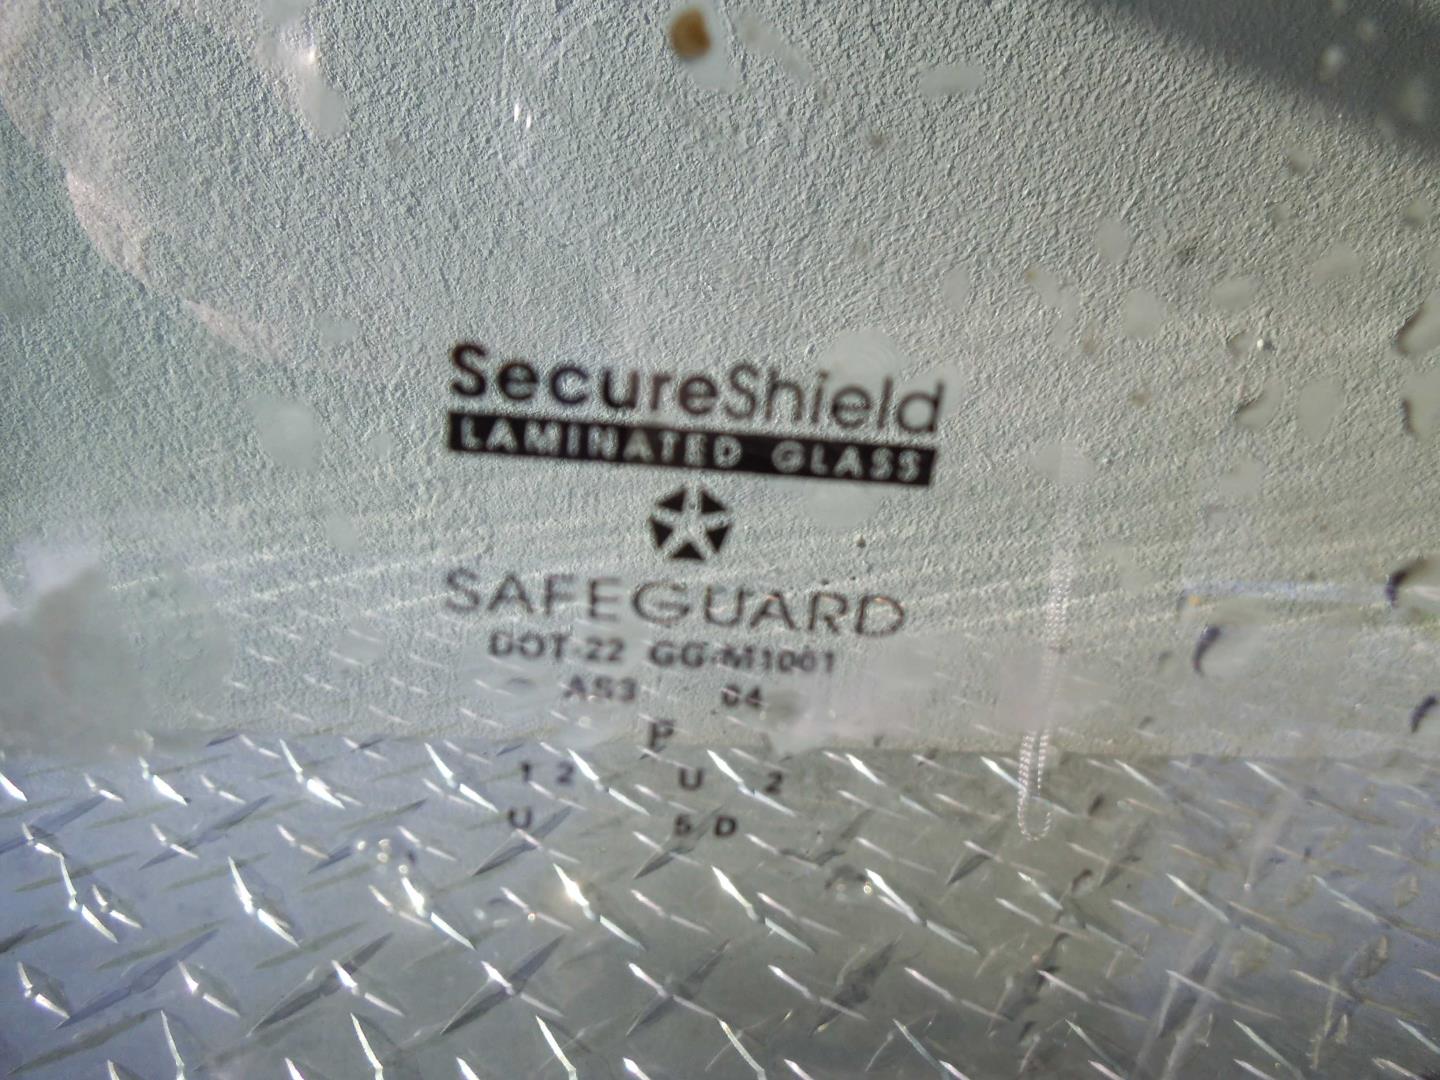 SecureShield
LAMINATED GLASS
SAFEGUARD
DOT-22 GG-M1001
AS3 04
P
1 2 U 2
U 5 D